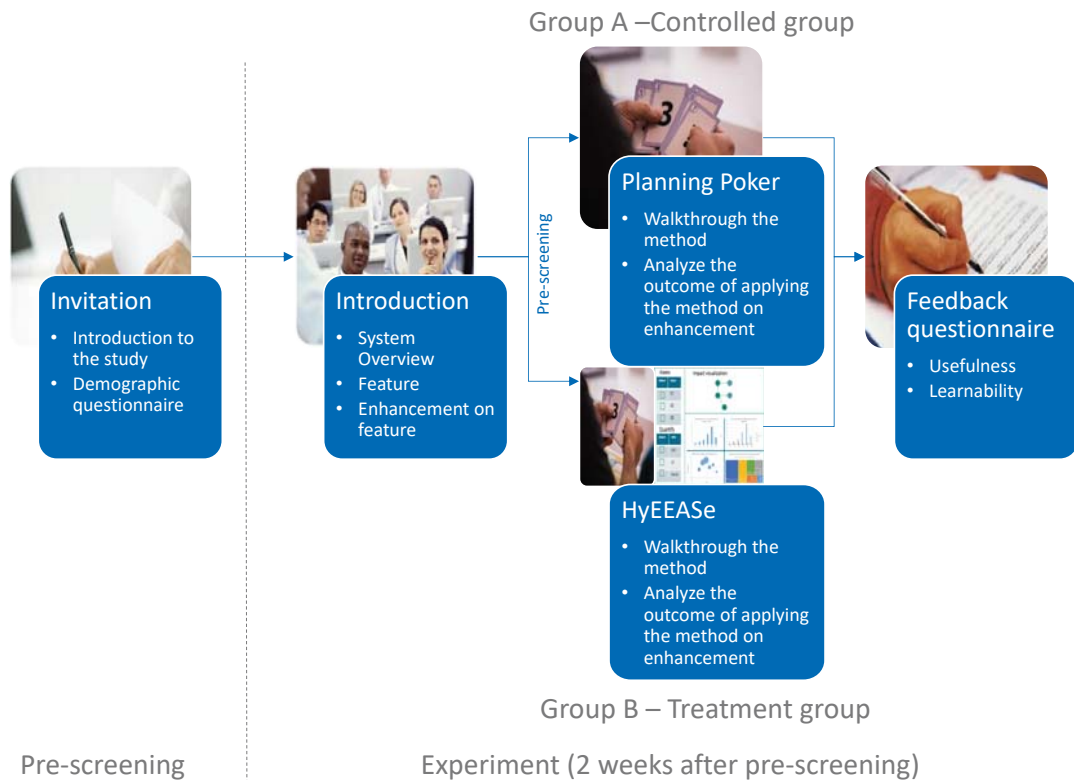 Group A –Controlled group
Invitation
• Introduction to
the study
• Demographic
questionnaire
Introduction
• System
Overview
• Feature
• Enhancement on
feature
Pre-screening
3
Planning Poker
• Walkthrough the
method
• Analyze the
outcome of applying
the method on
enhancement
3
HyEEASe
• Walkthrough the
method
• Analyze the
outcome of applying
the method on
enhancement
Feedback
questionnaire
• Usefulness
• Learnability
Group B – Treatment group
Pre-screening
Experiment (2 weeks after pre-screening)